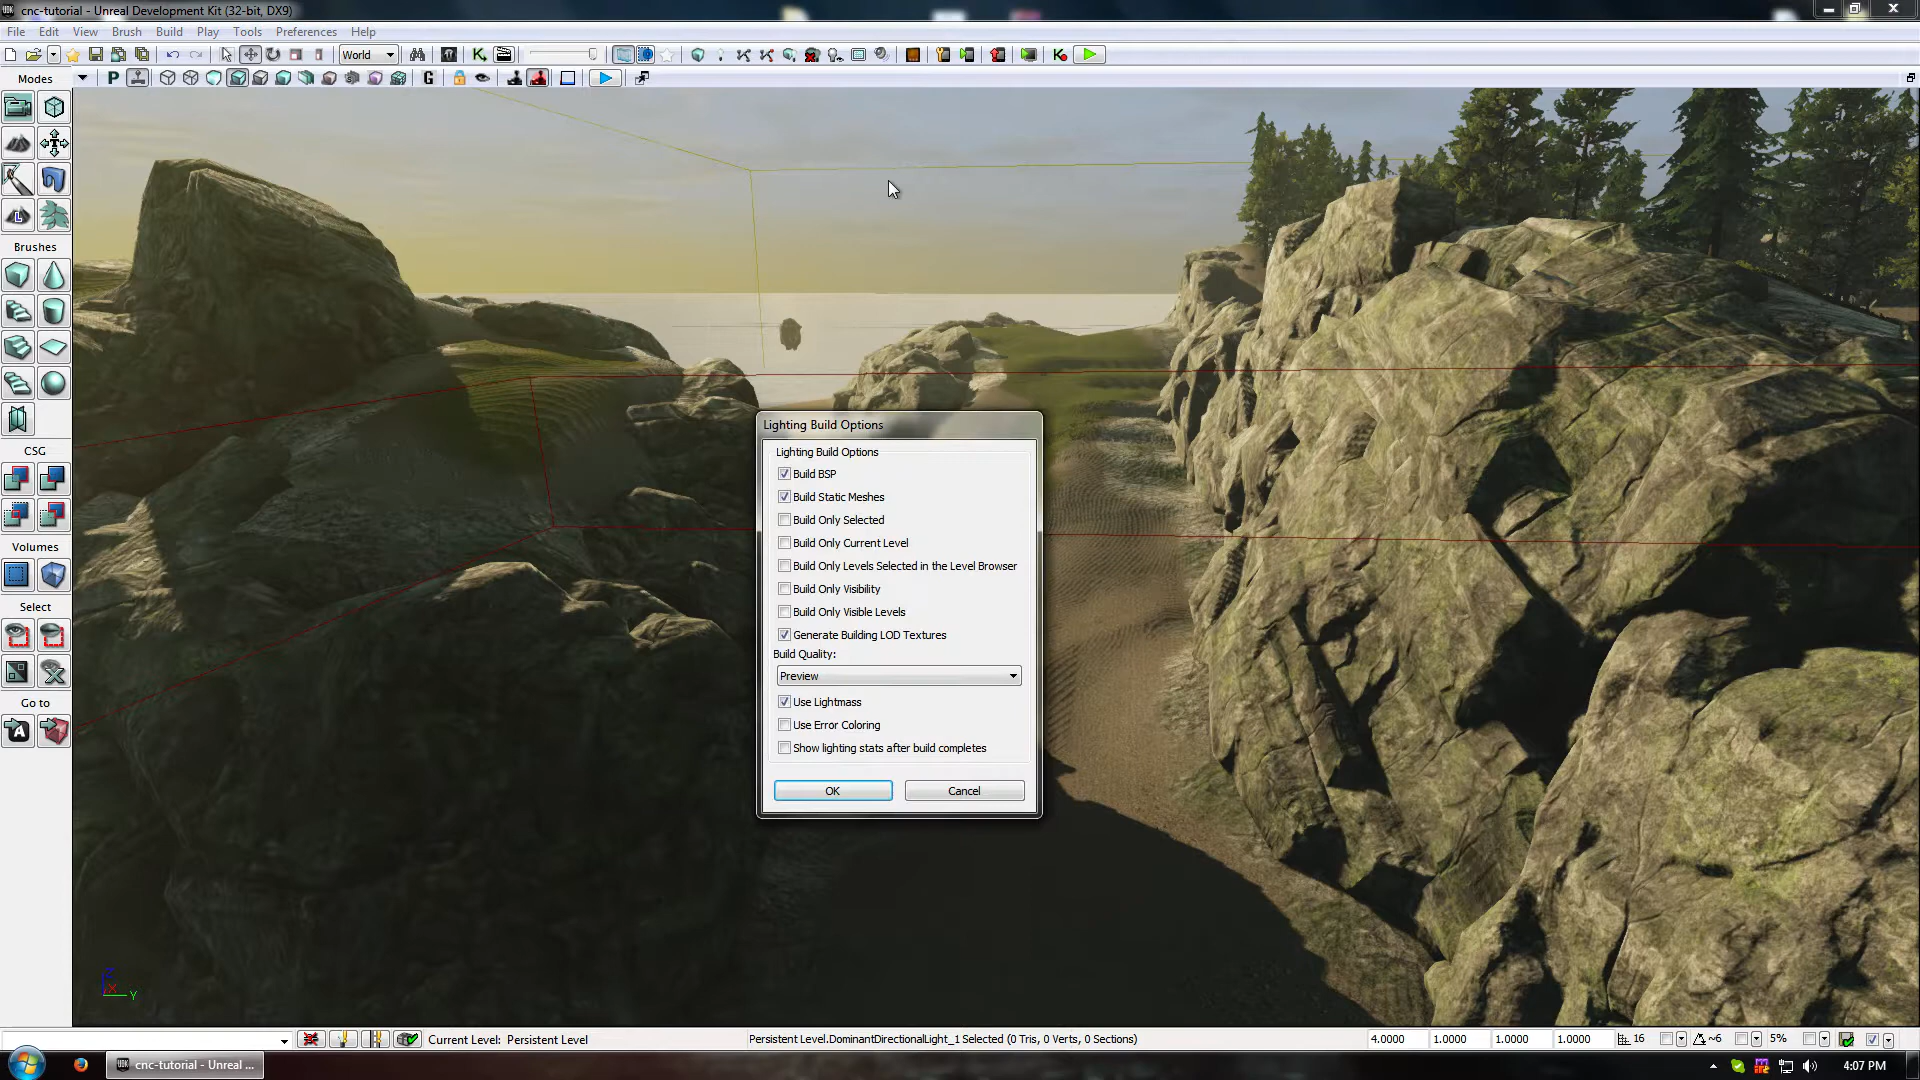 cnc-tutorial - Unreal Development Kit (32-bit, DX9)
File Edit View Brush Build Play Tools Preferences Help
World
Modes
P
G
Brushes
CSG
Volumes
Select
Go to
Lighting Build Options
Lighting Build Options
Build BSP
Build Static Meshes
Build Only Selected
Build Only Current Level
Build Only Levels Selected in the Level Browser
Build Only Visibility
Build Only Visible Levels
Generate Building LOD Textures
Build Quality:
Preview
Use Lightmass
Use Error Coloring
Show lighting stats after build completes
OK Cancel
Z
X
Y
Current Level: Persistent Level
Persistent Level.DominantDirectionalLight_1 Selected (0 Tris, 0 Verts, 0 Sections)
4.0000 1.0000 1.0000 1.0000 16 ~6 5%
cnc-tutorial - Unreal ...
4:07 PM